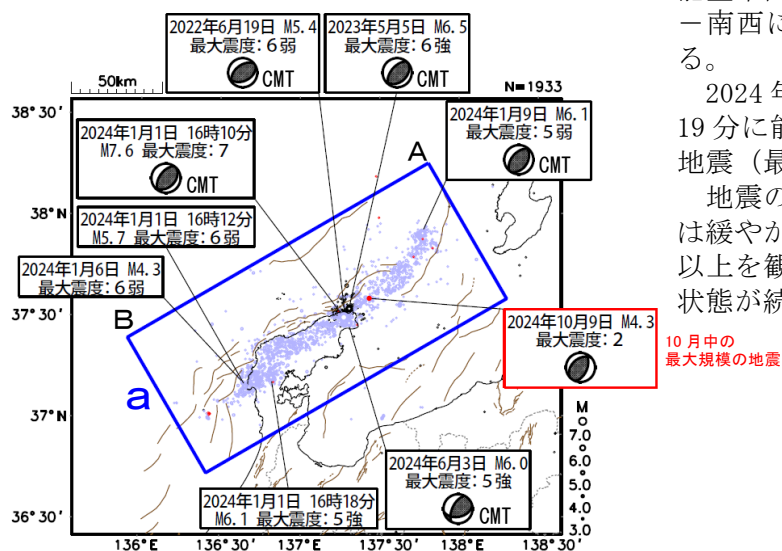 2022年6月19日 M5.4
最大震度：6弱
CMT
2023年5月5日 M6.5
最大震度：6強
CMT
50km
N=1933
2024年1月1日 16時10分
M7.6 最大震度：7
CMT
2024年1月9日 M6.1
最大震度：5弱
CMT
2024年1月1日 16時12分
M5.7 最大震度：6弱
2024年1月6日 M4.3
最大震度：6弱
A
B
a
2024年10月9日 M4.3
最大震度：2
10 月中の
最大規模の地震
2024年6月3日 M6.0
最大震度：5強
CMT
2024年1月1日 16時18分
M6.1 最大震度：5強
38°30′
38°N
37°30′
37°N
36°30′
136°E
136°30′
137°E
137°30′
138°E
138°30′
M
7.0
6.0
5.0
4.0
3.0
－南西に
る。
2024 年
19 分に能
地震（最
地震の
は緩やか
以上を観
状態が続